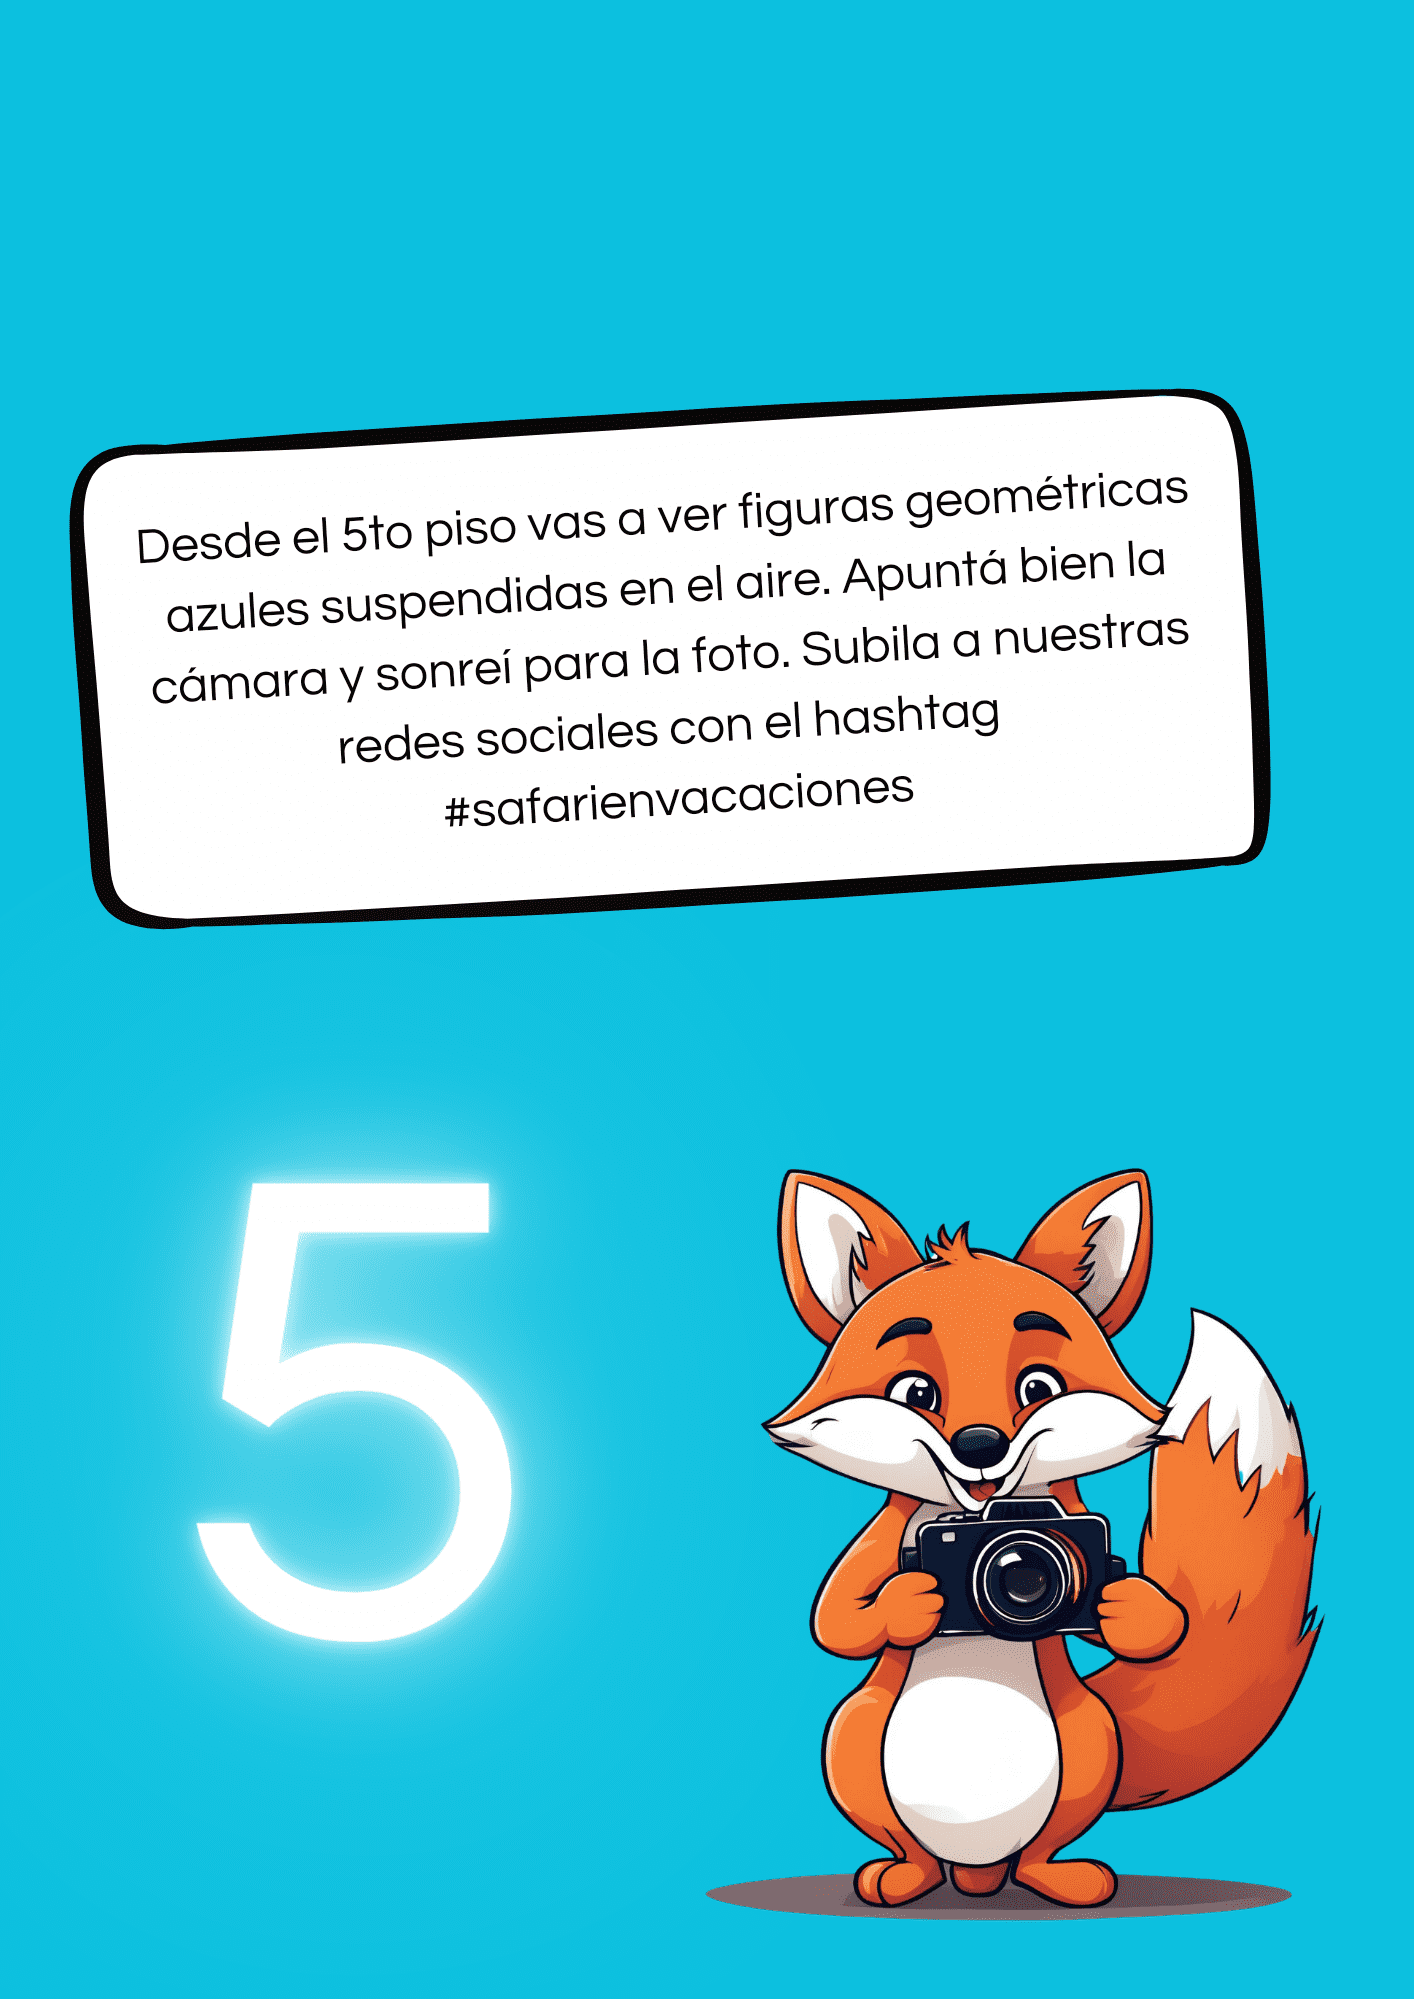 Desde el 5to piso vas a ver figuras geométricas
azules suspendidas en el aire. Apuntá bien la
cámara y sonreí para la foto. Subila a nuestras
redes sociales con el hashtag
#safarienvacaciones
5